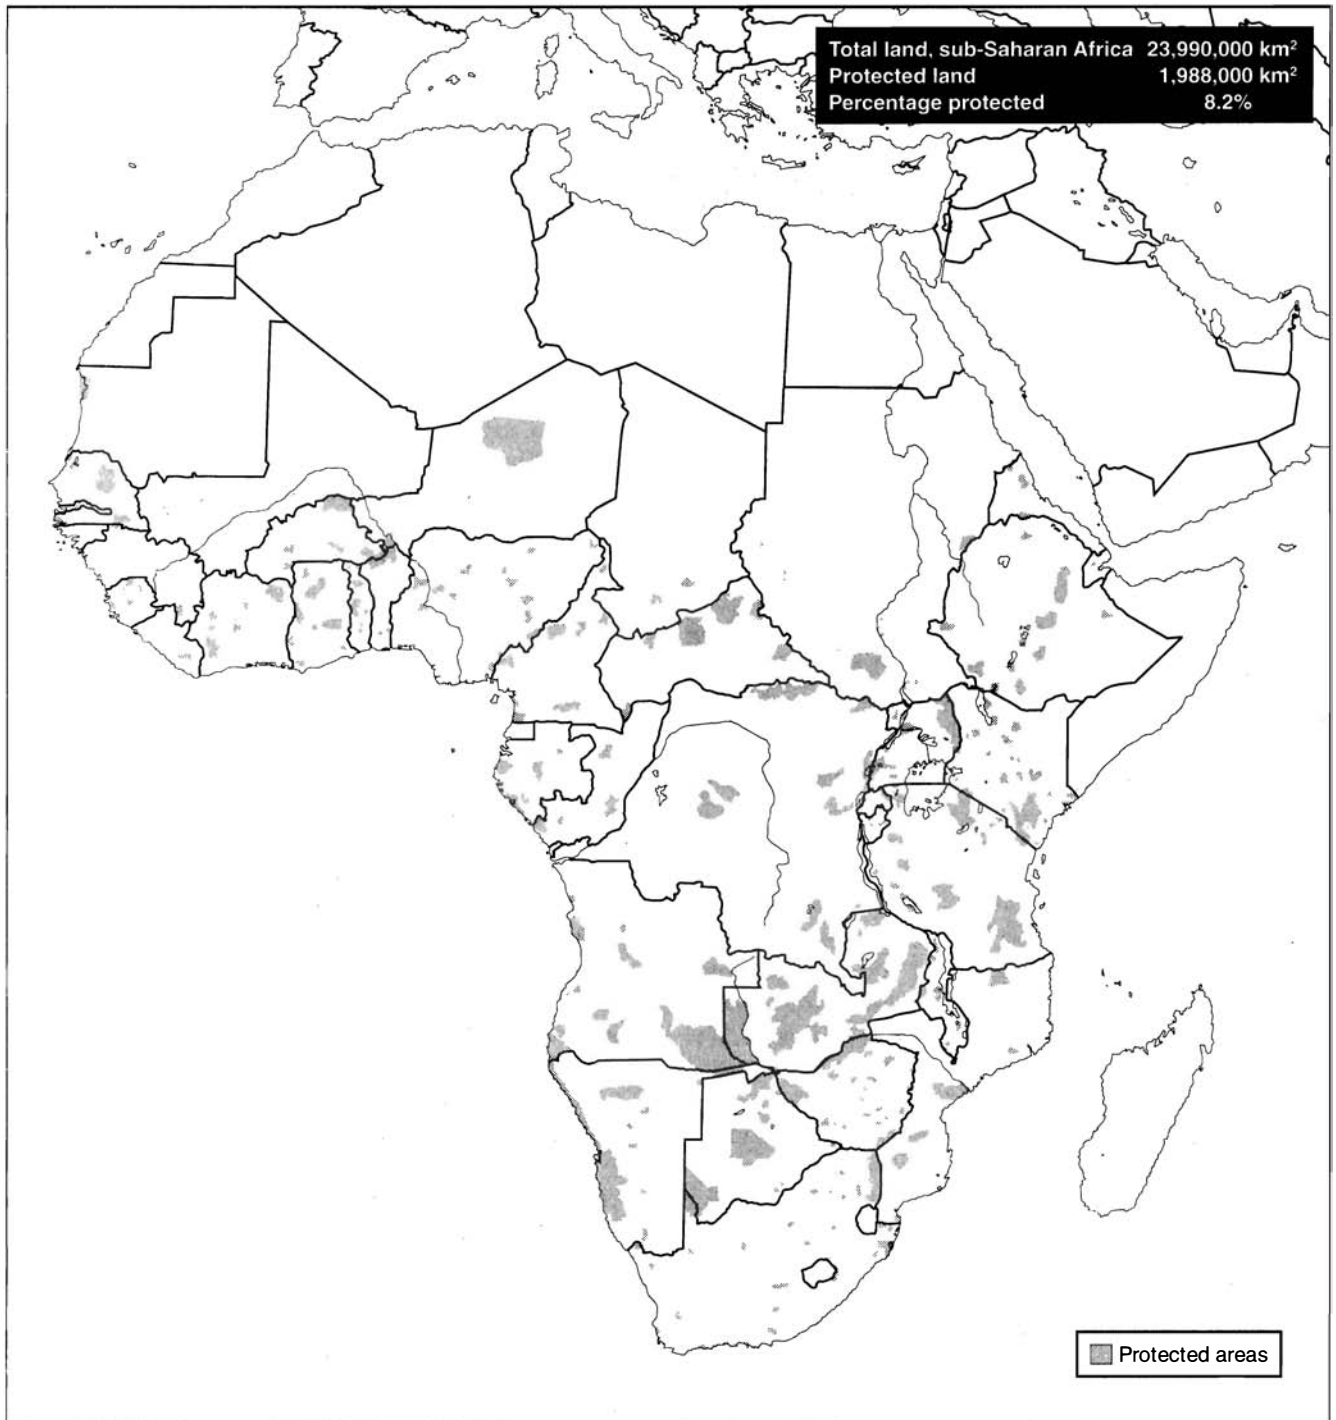 Total land, sub-Saharan Africa 23,990,000 km²
Protected land 1,988,000 km²
Percentage protected 8.2%
Protected areas